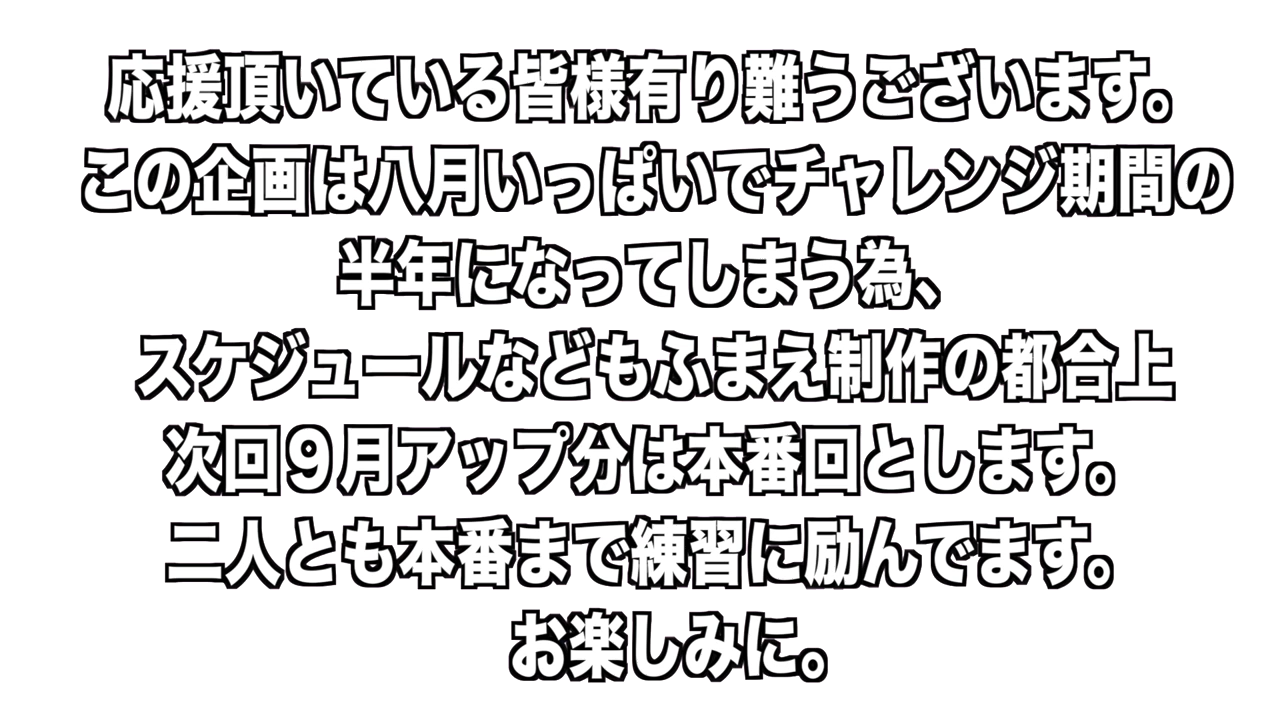 応援頂いている皆様有り難うございます。
この企画は八月いっぱいでチャレンジ期間の
半年になってしまう為、
スケジュールなどもふまえ制作の都合上
次回９月アップ分は本番回とします。
二人とも本番まで練習に励んでます。
お楽しみに。